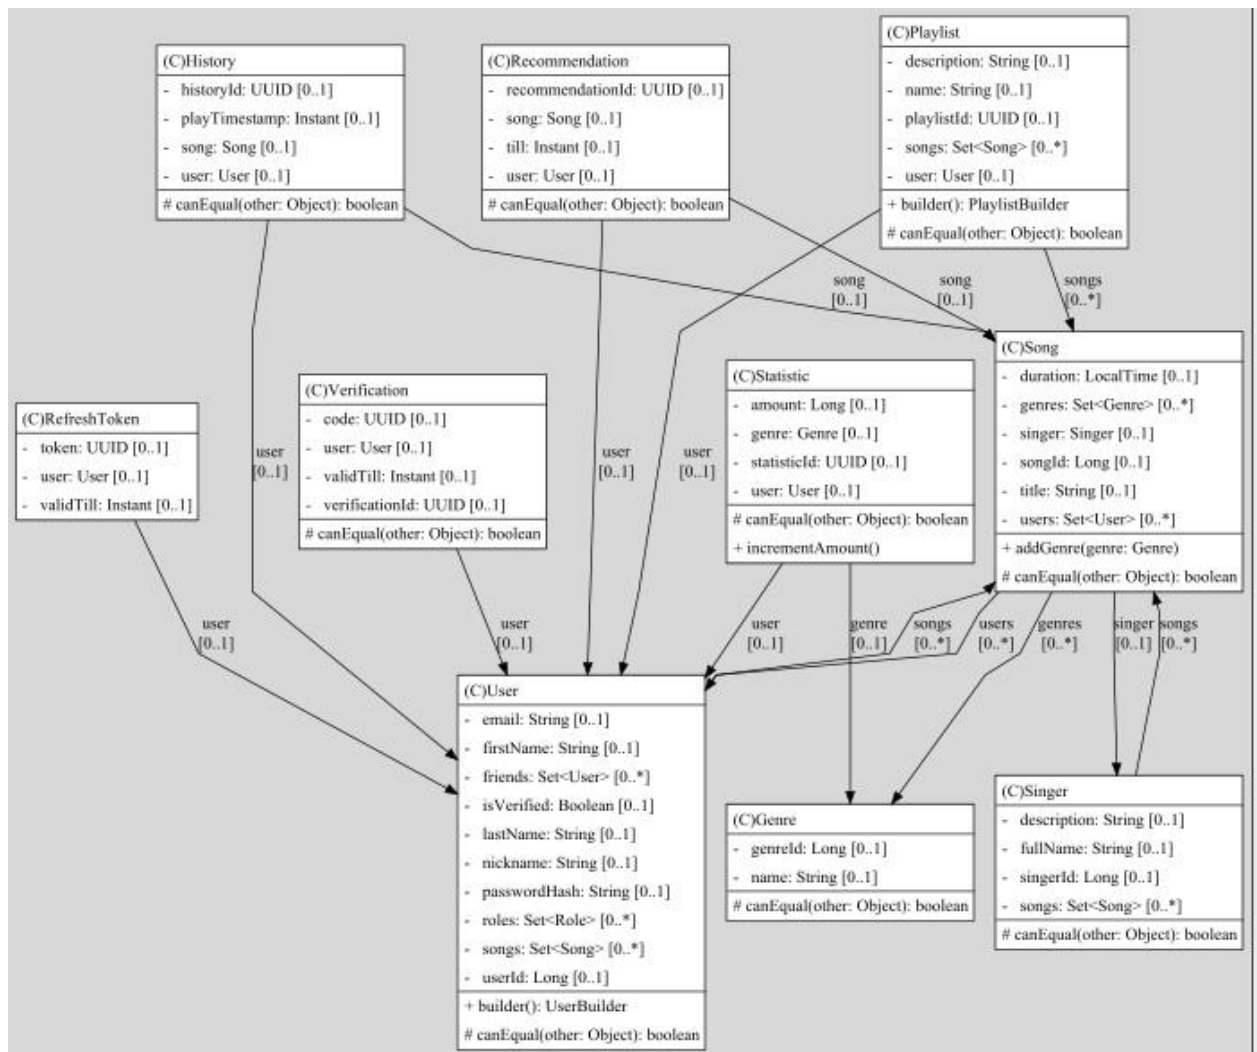 (C)History
- historyId: UUID [0..1]
- playTimestamp: Instant [0..1]
- song: Song [0..1]
- user: User [0..1]
# canEqual(other: Object): boolean
(C)Recommendation
- recommendationId: UUID [0..1]
- song: Song [0..1]
- till: Instant [0..1]
- user: User [0..1]
# canEqual(other: Object): boolean
(C)Playlist
- description: String [0..1]
- name: String [0..1]
- playlistId: UUID [0..1]
- songs: Set<Song> [0..*]
- user: User [0..1]
+ builder(): PlaylistBuilder
# canEqual(other: Object): boolean
song
[0..1]
song
[0..1]
songs
[0..*]
(C)RefreshToken
- token: UUID [0..1]
- user: User [0..1]
- validTill: Instant [0..1]
user
[0..1]
(C)Verification
- code: UUID [0..1]
- user: User [0..1]
- validTill: Instant [0..1]
- verificationId: UUID [0..1]
# canEqual(other: Object): boolean
user
[0..1]
user
[0..1]
(C)Statistic
- amount: Long [0..1]
- genre: Genre [0..1]
- statisticId: UUID [0..1]
- user: User [0..1]
# canEqual(other: Object): boolean
+ incrementAmount()
(C)Song
- duration: LocalTime [0..1]
- genres: Set<Genre> [0..*]
- singer: Singer [0..1]
- songId: Long [0..1]
- title: String [0..1]
- users: Set<User> [0..*]
+ addGenre(genre: Genre)
# canEqual(other: Object): boolean
user
[0..1]
user
[0..1]
user
[0..1]
genre
[0..1]
songs
[0..*]
users
[0..*]
genres
[0..*]
singer
[0..1]
songs
[0..*]
(C)User
- email: String [0..1]
- firstName: String [0..1]
- friends: Set<User> [0..*]
- isVerified: Boolean [0..1]
- lastName: String [0..1]
- nickname: String [0..1]
- passwordHash: String [0..1]
- roles: Set<Role> [0..*]
- songs: Set<Song> [0..*]
- userId: Long [0..1]
+ builder(): UserBuilder
# canEqual(other: Object): boolean
(C)Genre
- genreId: Long [0..1]
- name: String [0..1]
# canEqual(other: Object): boolean
(C)Singer
- description: String [0..1]
- fullName: String [0..1]
- singerId: Long [0..1]
- songs: Set<Song> [0..*]
# canEqual(other: Object): boolean